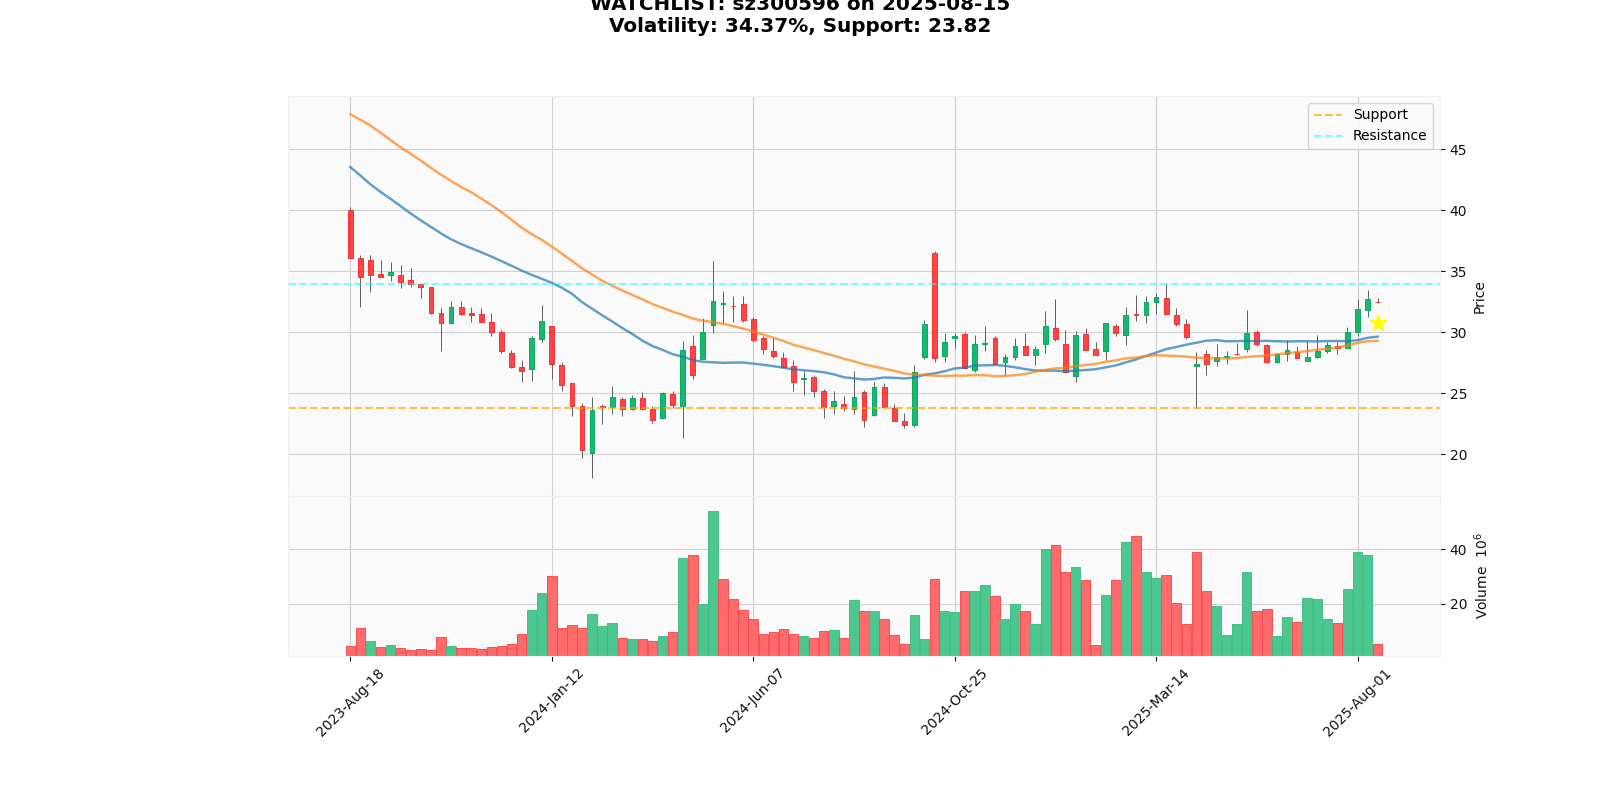 WATCHLIST: sz300596 on 2025-08-15
Volatility: 34.37%, Support: 23.82
Support
Resistance
45
40
35
30
25
20
Price
40
20
Volume 10⁶
2023-Aug-18
2024-Jan-12
2024-Jun-07
2024-Oct-25
2025-Mar-14
2025-Aug-01